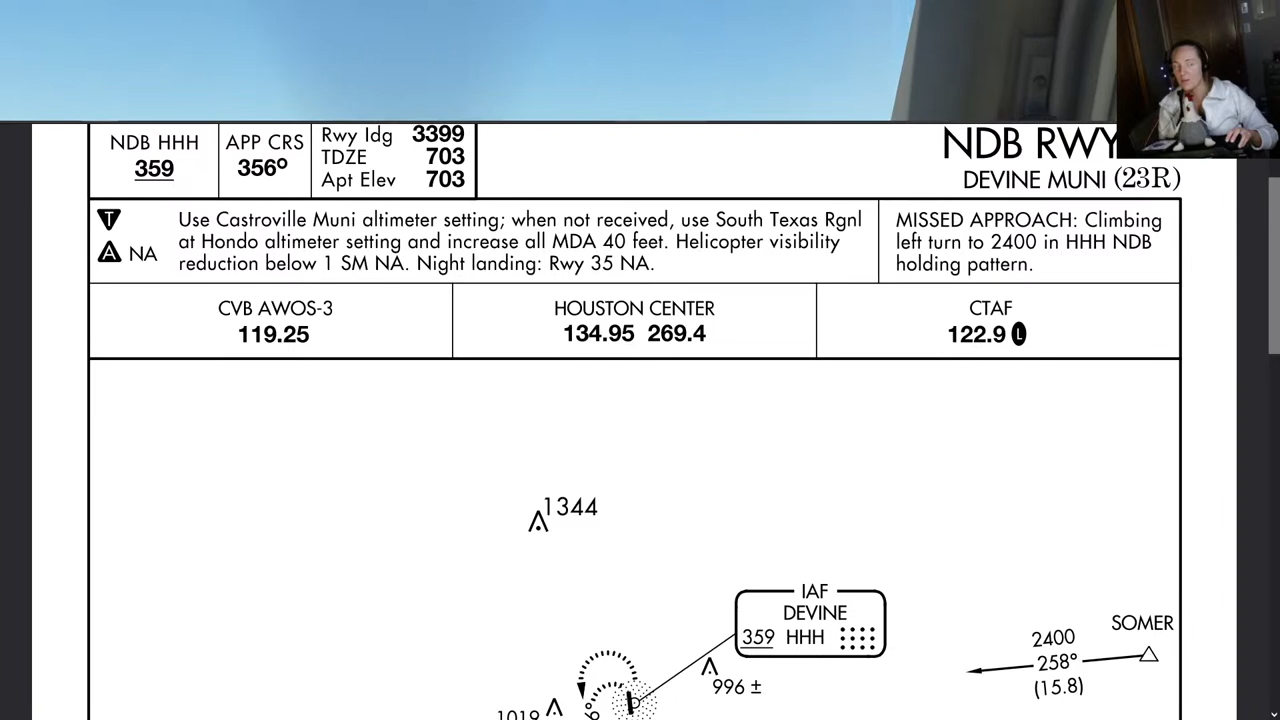 NDB HHH
359
APP CRS
356°
Rwy ldg 3399
TDZE 703
Apt Elev 703
NDB RWY
DEVINE MUNI (23R)
T
A NA
Use Castroville Muni altimeter setting; when not received, use South Texas Rgnl
at Hondo altimeter setting and increase all MDA 40 feet. Helicopter visibility
reduction below 1 SM NA. Night landing: Rwy 35 NA.
MISSED APPROACH: Climbing
left turn to 2400 in HHH NDB
holding pattern.
CVB AWOS-3
119.25
HOUSTON CENTER
134.95 269.4
CTAF
122.9 L
1344
IAF
DEVINE
359 HHH
SOMER
2400
258°
(15.8)
996 ±
1019